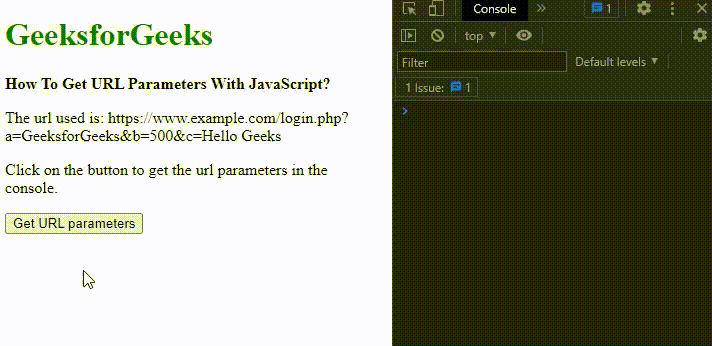 GeeksforGeeks
How To Get URL Parameters With JavaScript?
The url used is: https://www.example.com/login.php?
a=GeeksforGeeks&b=500&c=Hello Geeks
Click on the button to get the url parameters in the
console.
Get URL parameters
Console
1
top
Filter
Default levels
1 Issue: 1